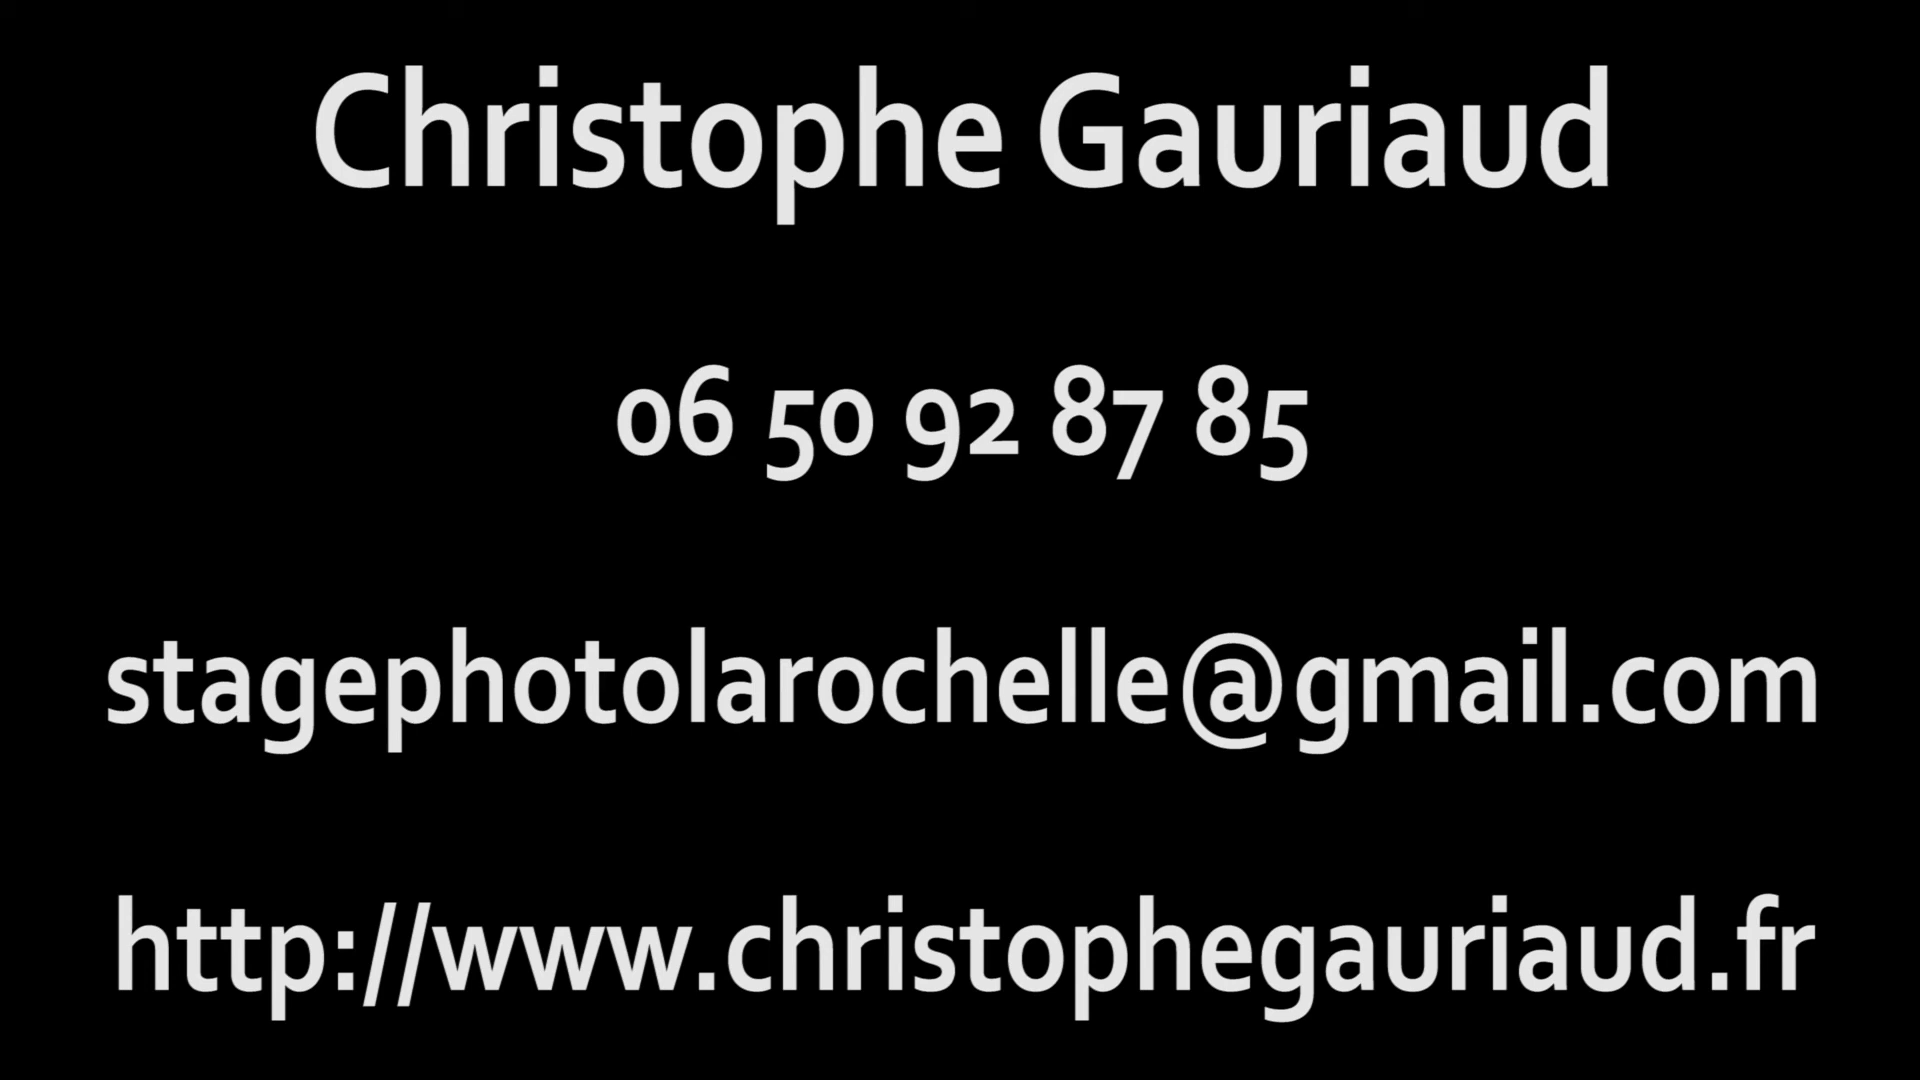 Christophe Gauriaud
06 50 92 87 85
stagephotolarochelle@gmail.com
http://www.christophegauriaud.fr